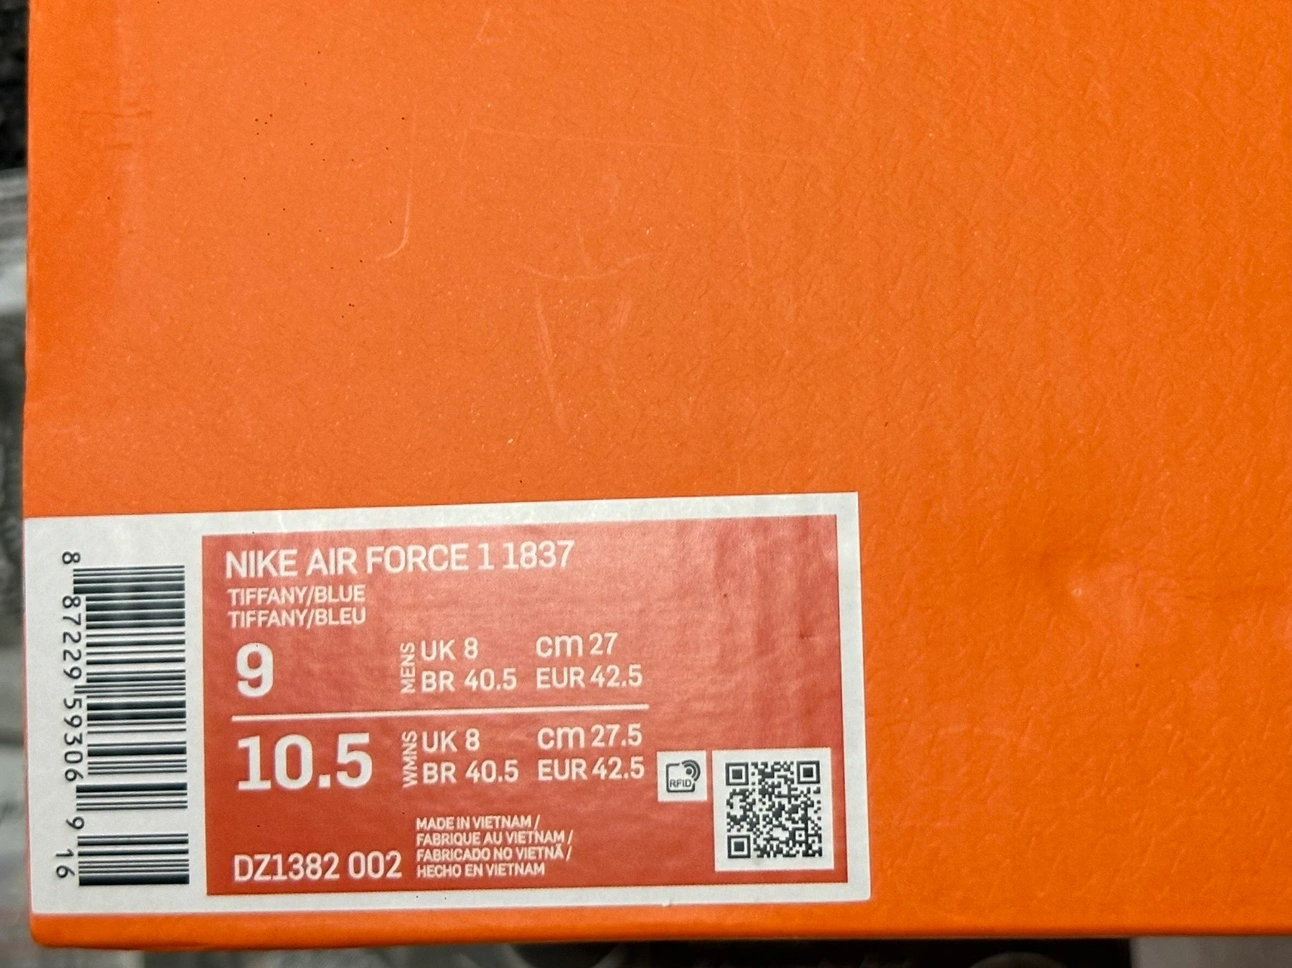 NIKE AIR FORCE 1 1837
TIFFANY/BLUE
TIFFANY/BLEU
9
MENS
UK 8 cm 27
BR 40.5 EUR 42.5
10.5
WMNS
UK 8 cm 27.5
BR 40.5 EUR 42.5
RFID
MADE IN VIETNAM /
FABRIQUE AU VIETNAM /
FABRICADO NO VIETNÃ /
HECHO EN VIETNAM
DZ1382 002
8 87229 59306 9 16